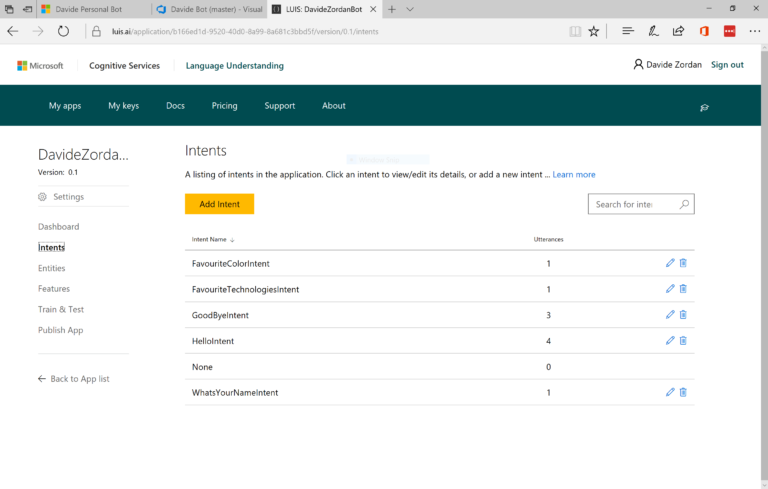 Davide Personal Bot
Davide Bot (master) - Visual
LUIS: DavideZordanBot
luis.ai/application/b166ed1d-9520-40d0-8a99-8a681c3bbd5f/version/0.1/intents
Microsoft
Cognitive Services
Language Understanding
Davide Zordan
Sign out
My apps
My keys
Docs
Pricing
Support
About
DavideZorda...
Version: 0.1
Settings
Dashboard
Intents
Entities
Features
Train & Test
Publish App
Back to App list
Intents
A listing of intents in the application. Click an intent to view/edit its details, or add a new intent ... Learn more
Add Intent
Search for inte
Intent Name
Utterances
FavouriteColorIntent 1
FavouriteTechnologiesIntent 1
GoodByeIntent 3
HelloIntent 4
None 0
WhatsYourNameIntent 1